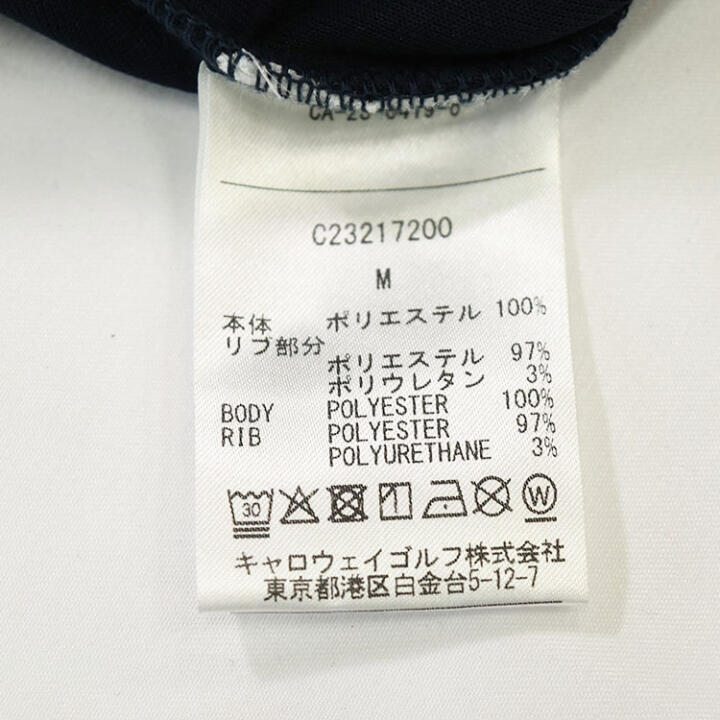 C23217200
M
本体 ポリエステル 100%
リブ部分
ポリエステル 97%
ポリウレタン 3%
BODY POLYESTER 100%
RIB POLYESTER 97%
POLYURETHANE 3%
30 W
キャロウェイゴルフ株式会社
東京都港区白金台5-12-7